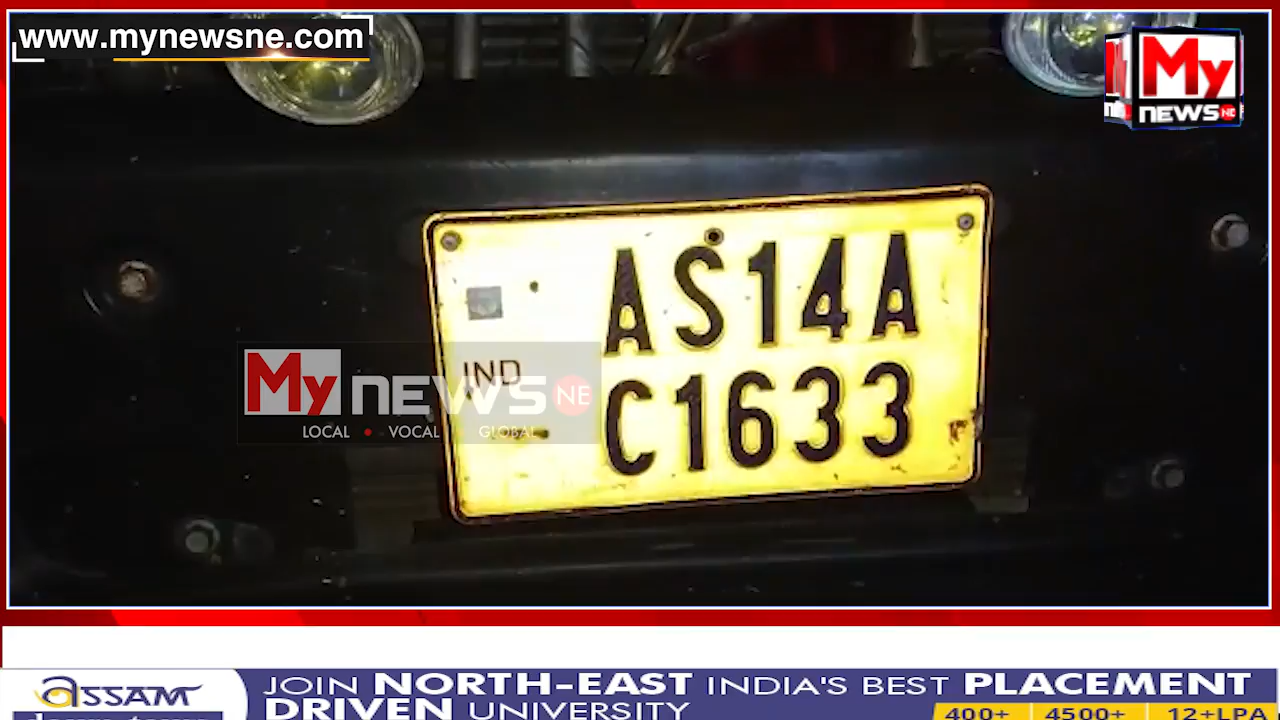 www.mynewsne.com
My
NEWS NE
AS14A
IND
C1633
My NEWS NE
LOCAL • VOCAL • GLOBAL
ASSAM
JOIN NORTH-EAST INDIA'S BEST PLACEMENT
DRIVEN UNIVERSITY
400+ 4500+ 12+LPA